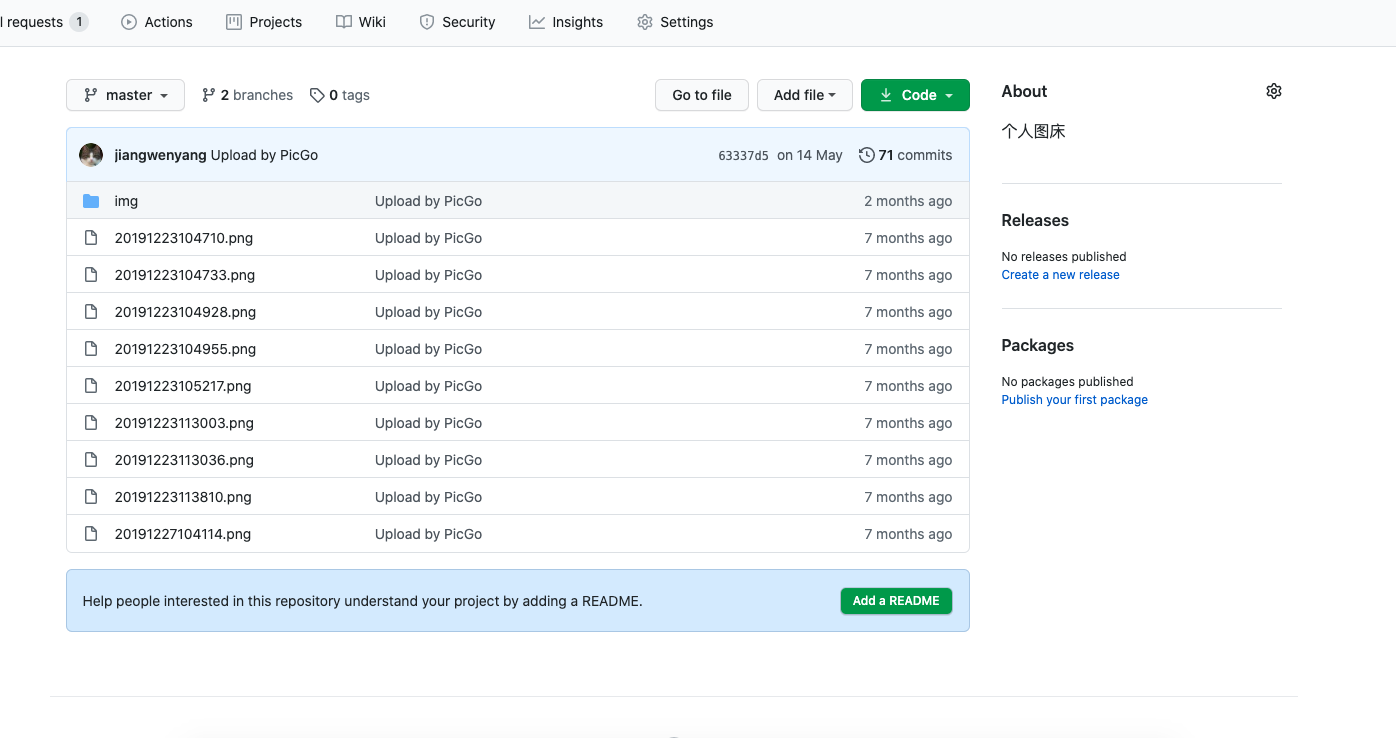 l requests 1 Actions Projects Wiki Security Insights Settings
master 2 branches 0 tags Go to file Add file Code
jiangwenyang Upload by PicGo 63337d5 on 14 May 71 commits
img Upload by PicGo 2 months ago
20191223104710.png Upload by PicGo 7 months ago
20191223104733.png Upload by PicGo 7 months ago
20191223104928.png Upload by PicGo 7 months ago
20191223104955.png Upload by PicGo 7 months ago
20191223105217.png Upload by PicGo 7 months ago
20191223113003.png Upload by PicGo 7 months ago
20191223113036.png Upload by PicGo 7 months ago
20191223113810.png Upload by PicGo 7 months ago
20191227104114.png Upload by PicGo 7 months ago
Help people interested in this repository understand your project by adding a README. Add a README
About
个人图床
Releases
No releases published
Create a new release
Packages
No packages published
Publish your first package